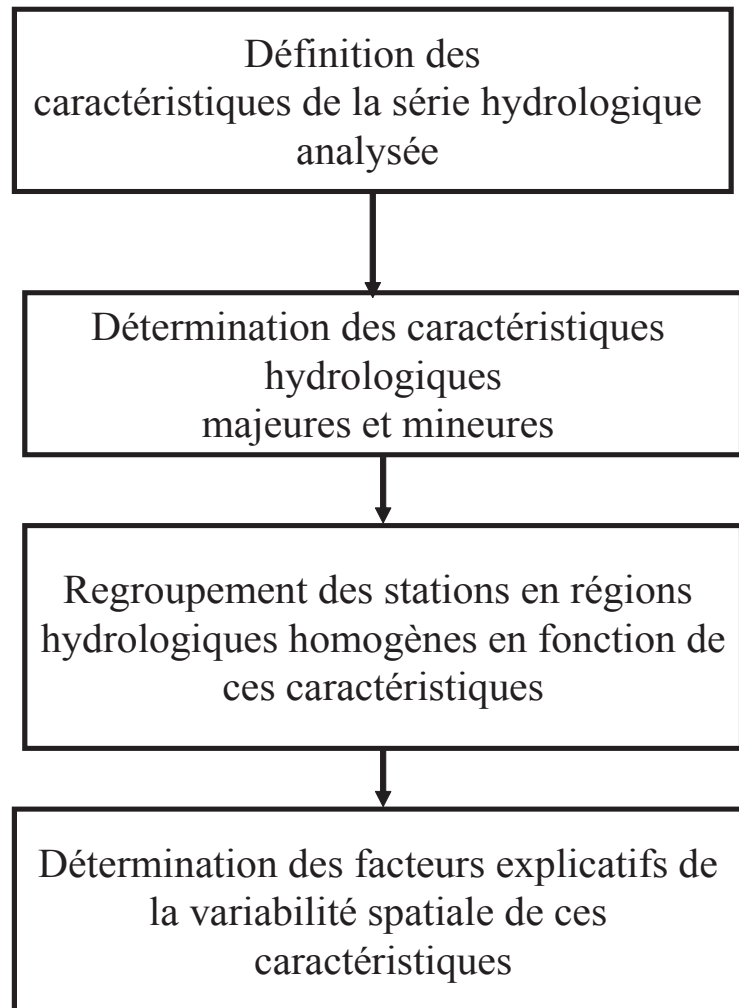 Définition des
caractéristiques de la série hydrologique
analysée
Détermination des caractéristiques
hydrologiques
majeures et mineures
Regroupement des stations en régions
hydrologiques homogènes en fonction de
ces caractéristiques
Détermination des facteurs explicatifs de
la variabilité spatiale de ces
caractéristiques